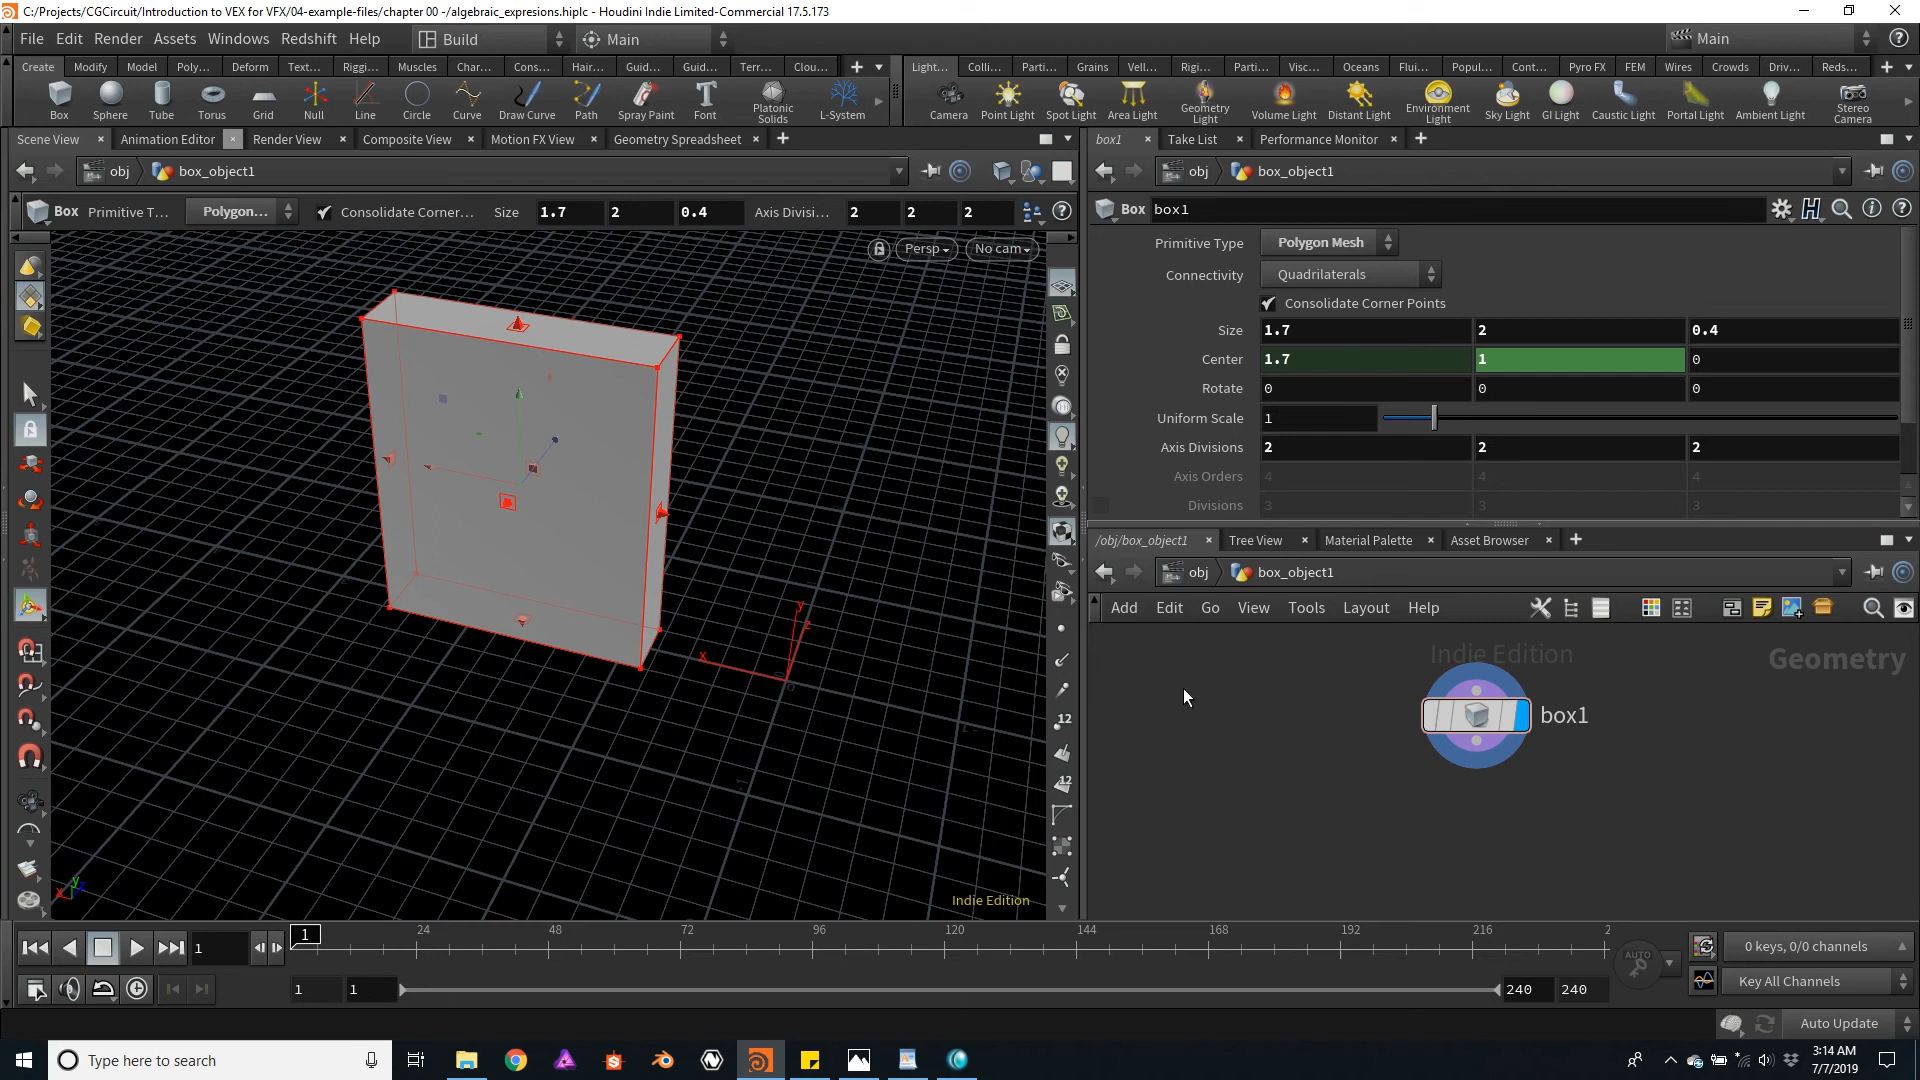 C:/Projects/CGCircuit/Introduction to VEX for VFX/04-example-files/chapter 00 -/algebraic_expresions.hiplc - Houdini Indie Limited-Commercial 17.5.173
File Edit Render Assets Windows Redshift Help Build Main Main
Create Modify Model Poly... Deform Text... Riggi... Muscles Char... Cons... Hair... Guid... Guid... Terr... Clou...
Light... Colli... Parti... Grains Vell... Rigi... Parti... Visc... Oceans Flui... Popul... Cont... Pyro FX FEM Wires Crowds Driv... Reds...
Box Sphere Tube Torus Grid Null Line Circle Curve Draw Curve Path Spray Paint Font Platonic Solids L-System
Camera Point Light Spot Light Area Light Geometry Light Volume Light Distant Light Environment Light Sky Light GI Light Caustic Light Portal Light Ambient Light Stereo Camera
Scene View Animation Editor Render View Composite View Motion FX View Geometry Spreadsheet
box1 Take List Performance Monitor
obj box_object1
obj box_object1
Box Primitive T... Polygon... Consolidate Corner... Size 1.7 2 0.4 Axis Divisi... 2 2 2
Box box1
Persp No cam
Primitive Type Polygon Mesh
Connectivity Quadrilaterals
Consolidate Corner Points
Size 1.7 2 0.4
Center 1.7 1 0
Rotate 0 0 0
Uniform Scale 1
Axis Divisions 2 2 2
Axis Orders 4 4 4
Divisions 3 3 3
/obj/box_object1 Tree View Material Palette Asset Browser
obj box_object1
Add Edit Go View Tools Layout Help
Indie Edition
Geometry
box1
x y z
12
12
x y z
Indie Edition
1 1 24 48 72 96 120 144 168 192 216 2
AUTO
0 keys, 0/0 channels
1 1 240 240
Key All Channels
Auto Update
Type here to search
3:14 AM
7/7/2019